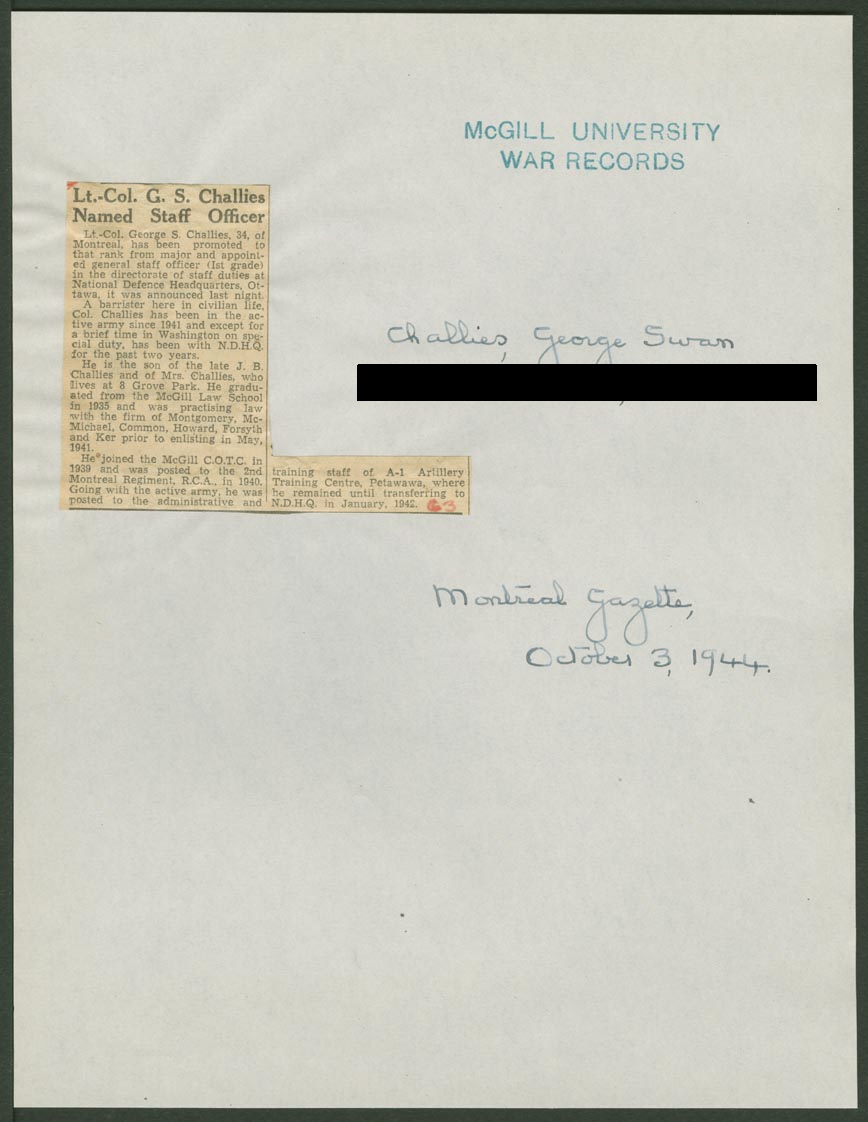 McGILL UNIVERSITY
WAR RECORDS
Lt.-Col. G. S. Challies
Named Staff Officer
Lt.-Col. George S. Challies, 34, of
Montreal, has been promoted to
that rank from major and appoint-
ed general staff officer (Ist grade)
in the directorate of staff duties at
National Defence Headquarters, Ot-
tawa, it was announced last night.
A barrister here in civilian life,
Col. Challies has been in the ac-
tive army since 1941 and except for
a brief time in Washington on spe-
cial duty, has been with N.D.H.Q.
for the past two years.
He is the son of the late J. B.
Challies and of Mrs. Challies, who
lives at 8 Grove Park. He gradu-
ated from the McGill Law School
in 1935 and was practising law
with the firm of Montgomery, Mc-
Michael, Common, Howard, Forsyth
and Ker prior to enlisting in May,
1941.
He joined the McGill C.O.T.C. in
1939 and was posted to the 2nd
Montreal Regiment, R.C.A., in 1940.
Going with the active army, he was
posted to the administrative and
training staff of A-1 Artillery
Training Centre, Petawawa, where
he remained until transferring to
N.D.H.Q. in January, 1942.
Challies, George Swan
Montreal Gazette,
October 3, 1944.